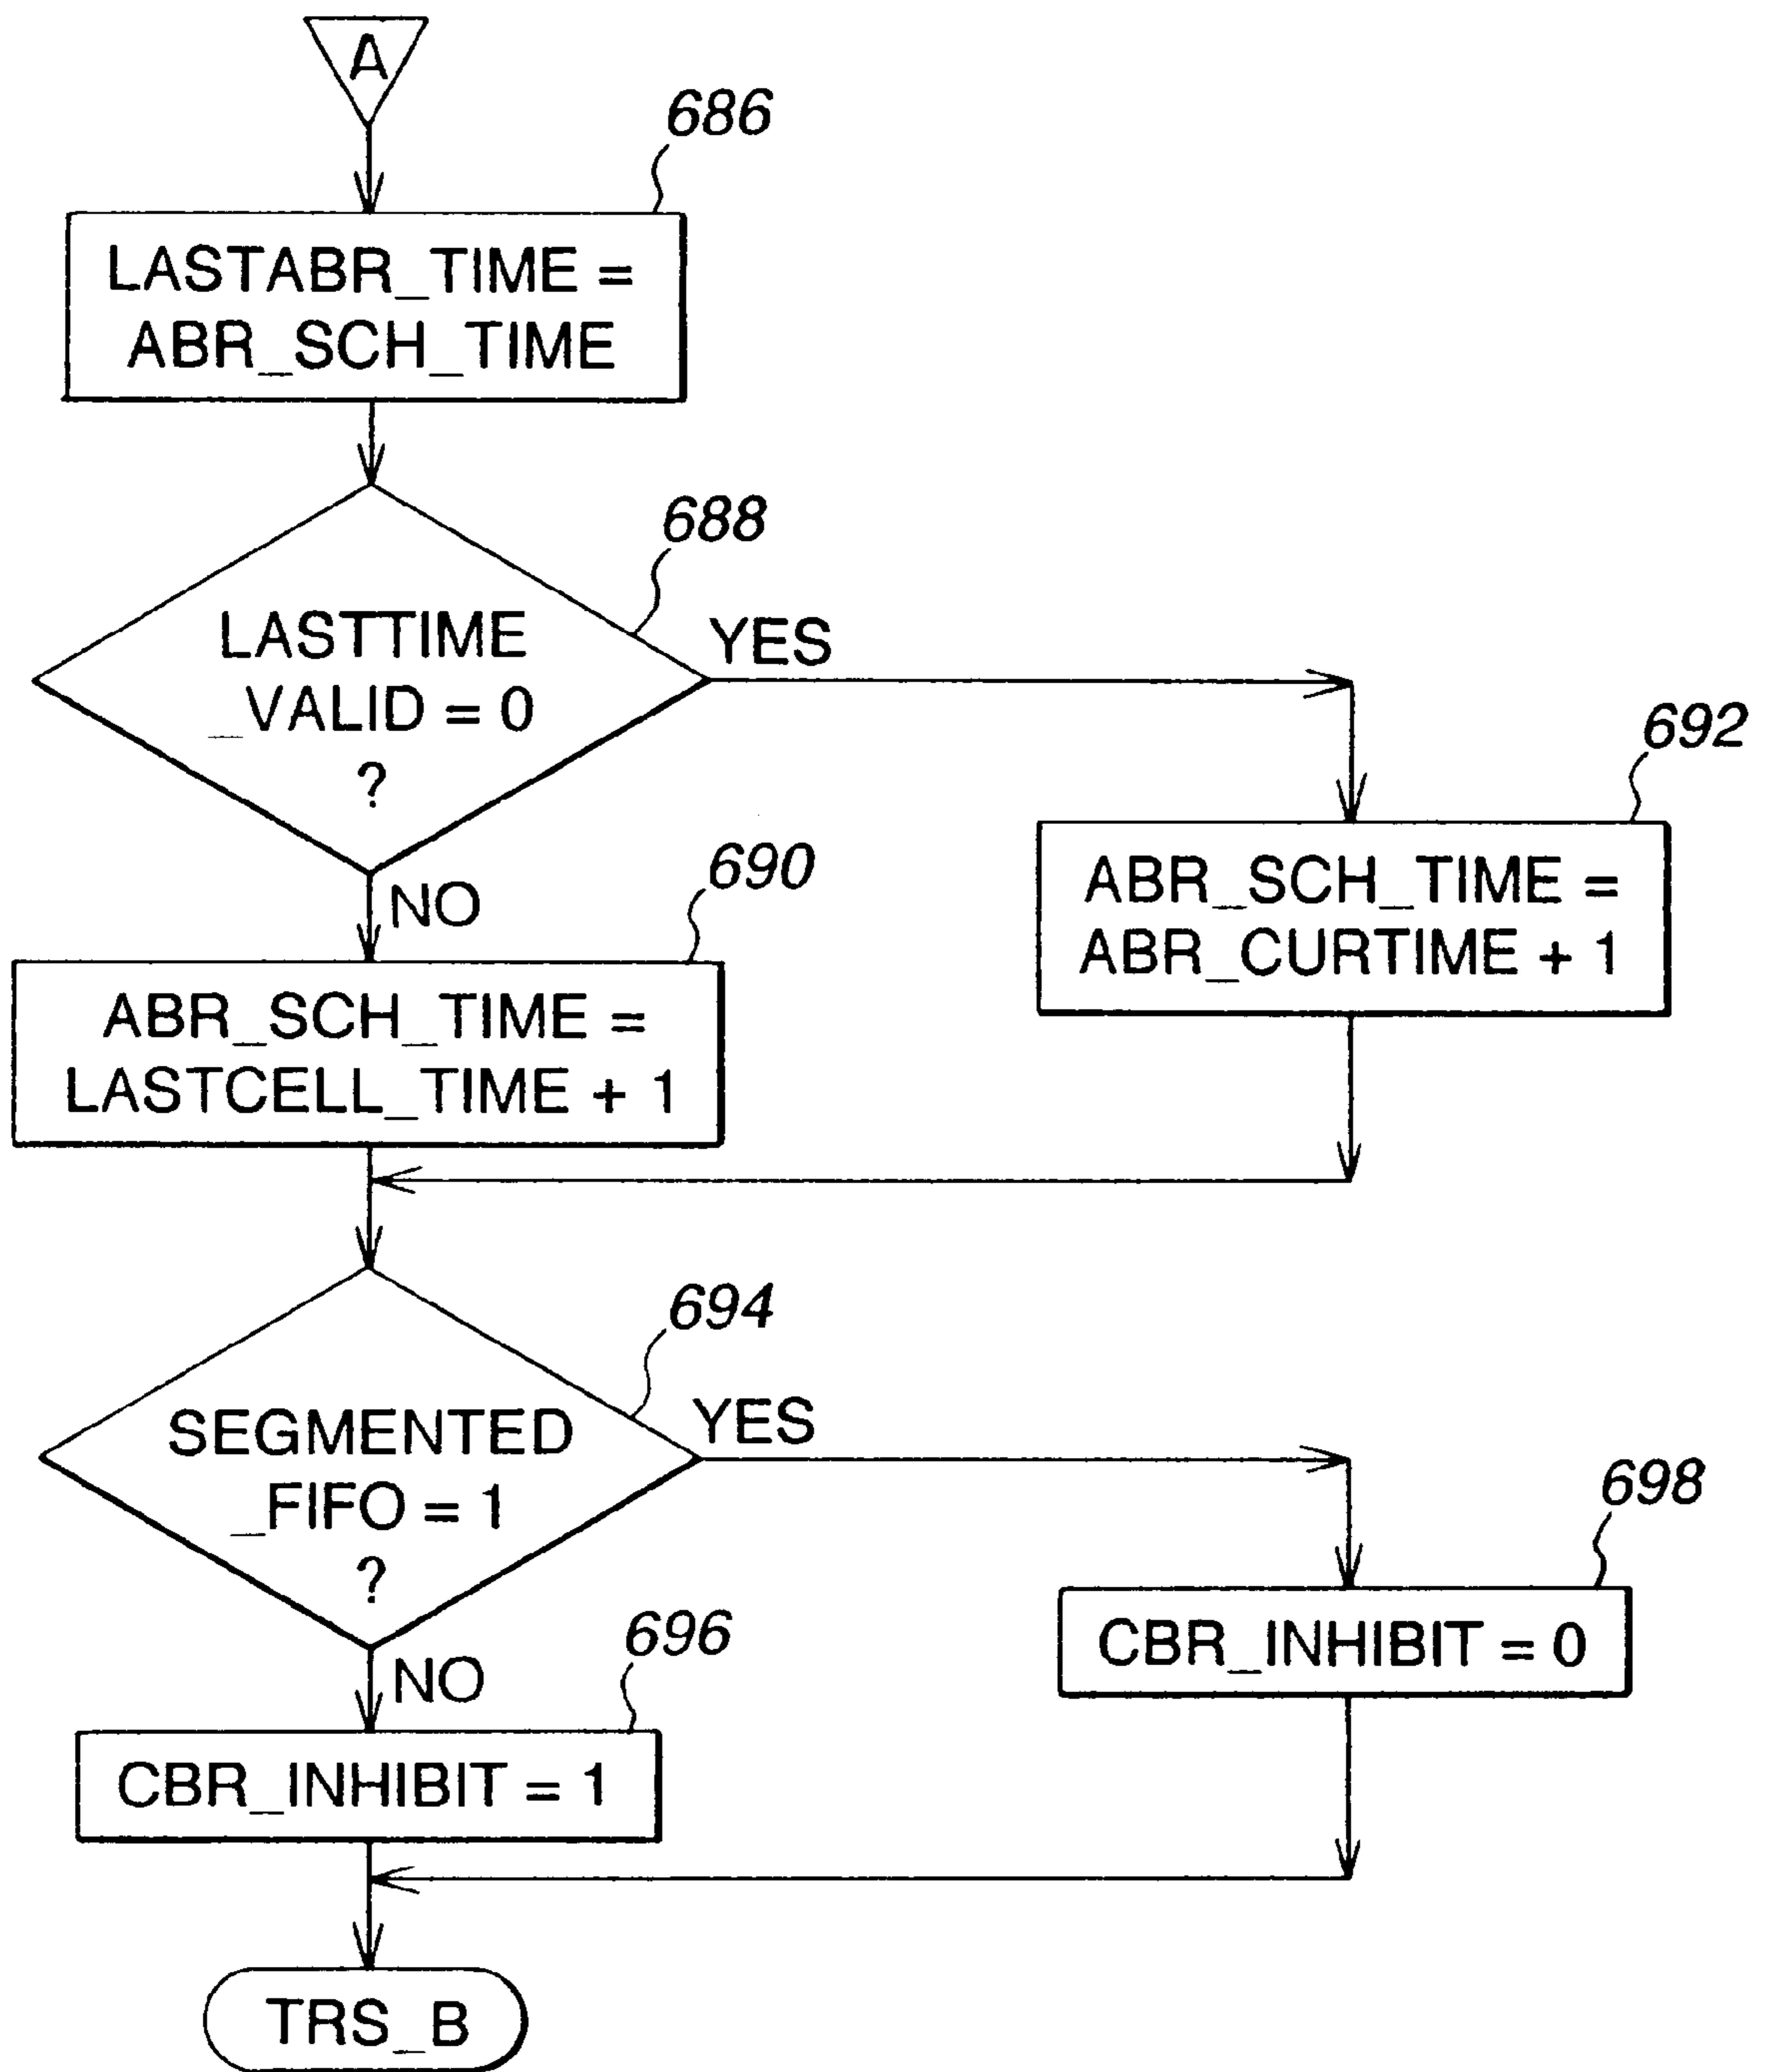 A
686
LASTABR_TIME =
ABR_SCH_TIME
688
LASTTIME
_VALID = 0
?
YES
692
ABR_SCH_TIME =
ABR_CURTIME + 1
NO
690
ABR_SCH_TIME =
LASTCELL_TIME + 1
694
SEGMENTED
_FIFO = 1
?
YES
698
CBR_INHIBIT = 0
NO
696
CBR_INHIBIT = 1
TRS_B